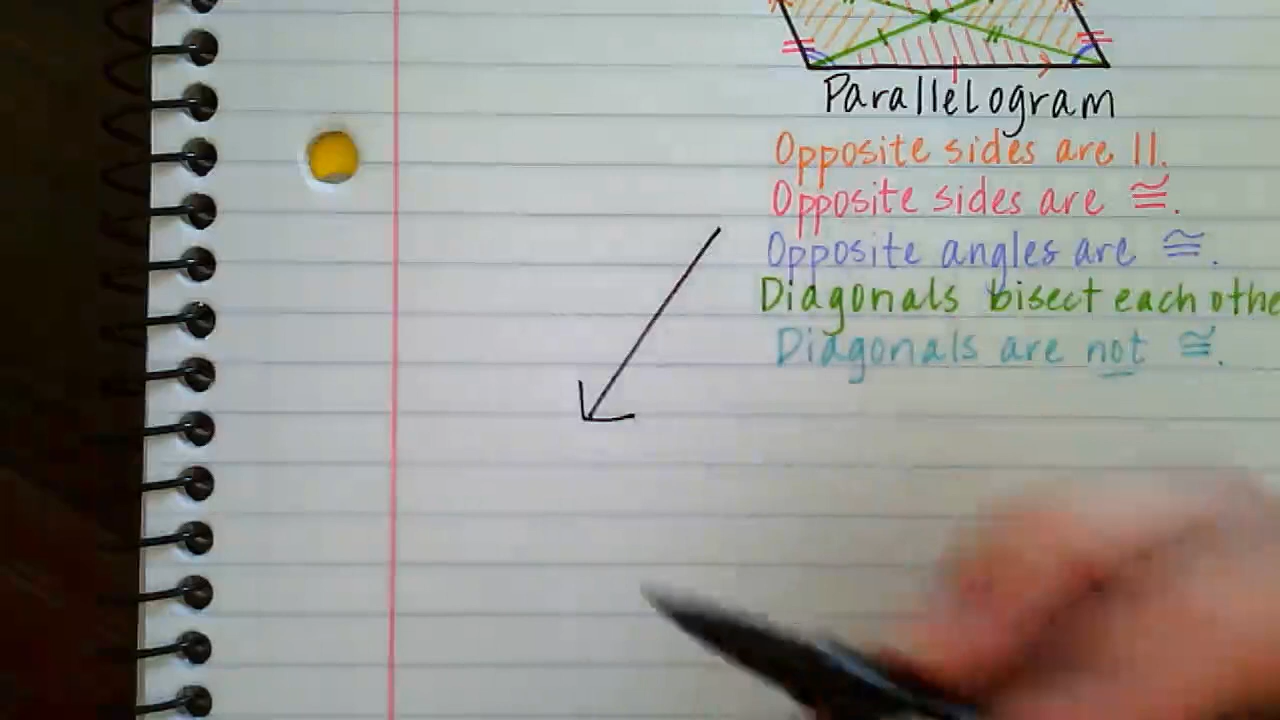 Parallelogram
Opposite sides are ||.
Opposite sides are ≅.
Opposite angles are ≅.
Diagonals bisect each othe
Diagonals are not ≅.